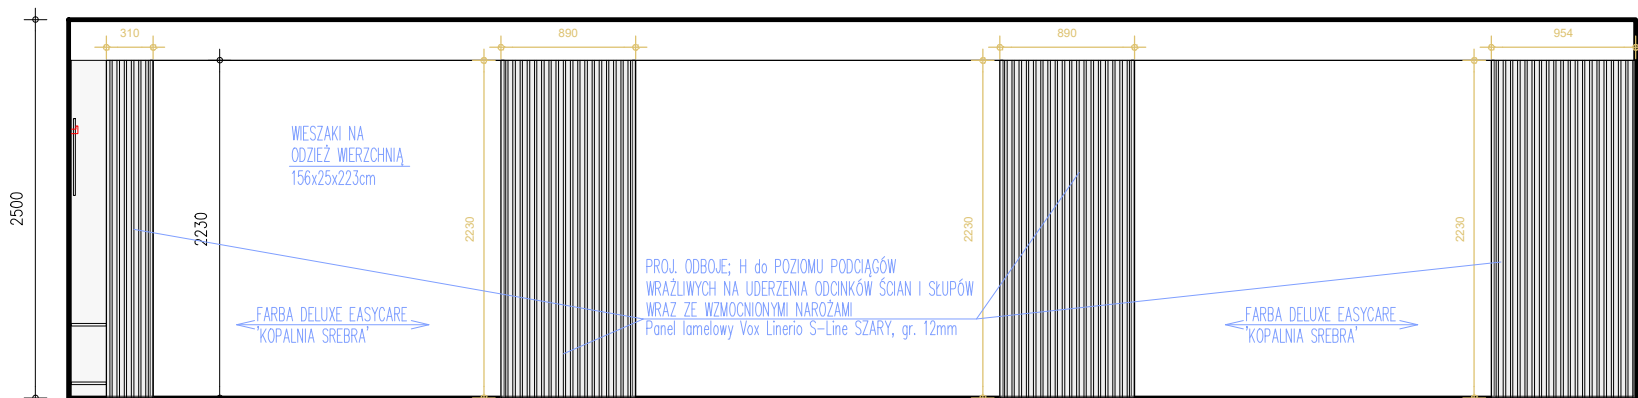 310
890
890
954
WIESZAKI NA
ODZIEŻ WIERZCHNIĄ
156x25x223cm
2500
2230
2230
2230
2230
PROJ. ODBOJE; H do POZIOMU PODCIĄGÓW
WRAŻLIWYCH NA UDERZENIA ODCINKÓW ŚCIAN I SŁUPÓW
WRAZ ZE WZMOCNIONYMI NAROŻAMI
Panel lamelowy Vox Linerio S-Line SZARY, gr. 12mm
FARBA DELUXE EASYCARE
'KOPALNIA SREBRA'
FARBA DELUXE EASYCARE
'KOPALNIA SREBRA'